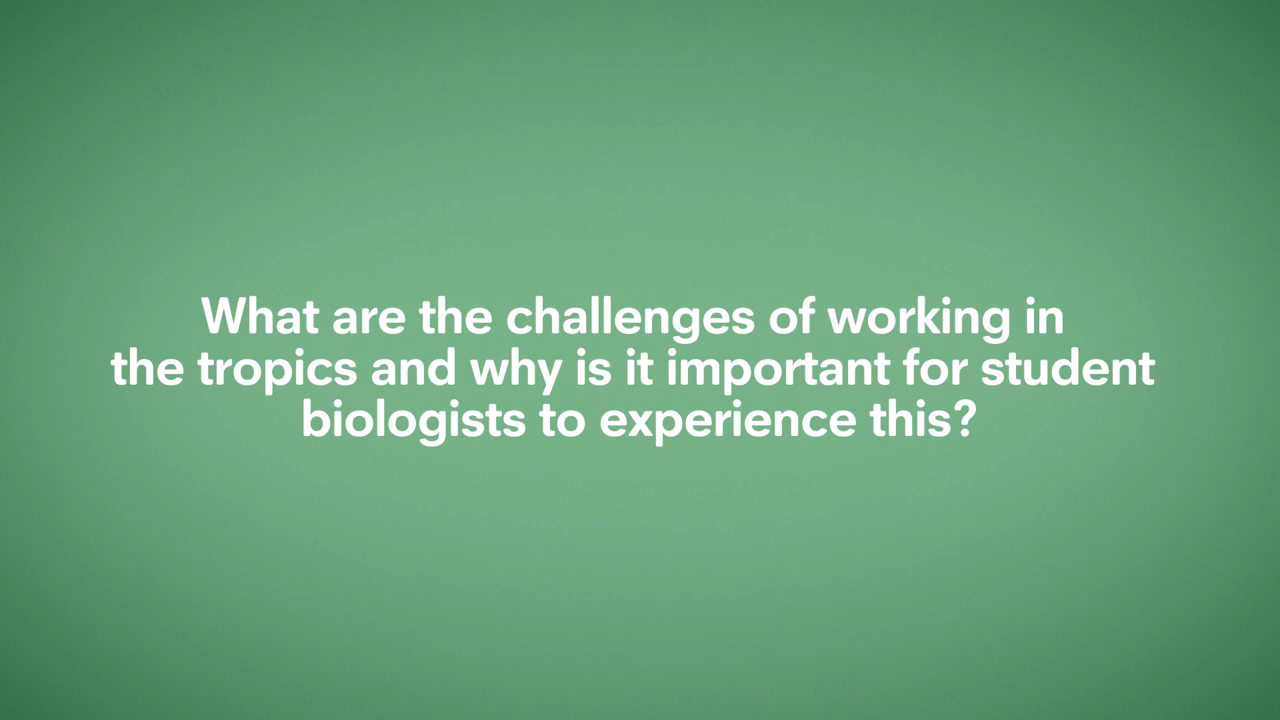 What are the challenges of working in
the tropics and why is it important for student
biologists to experience this?